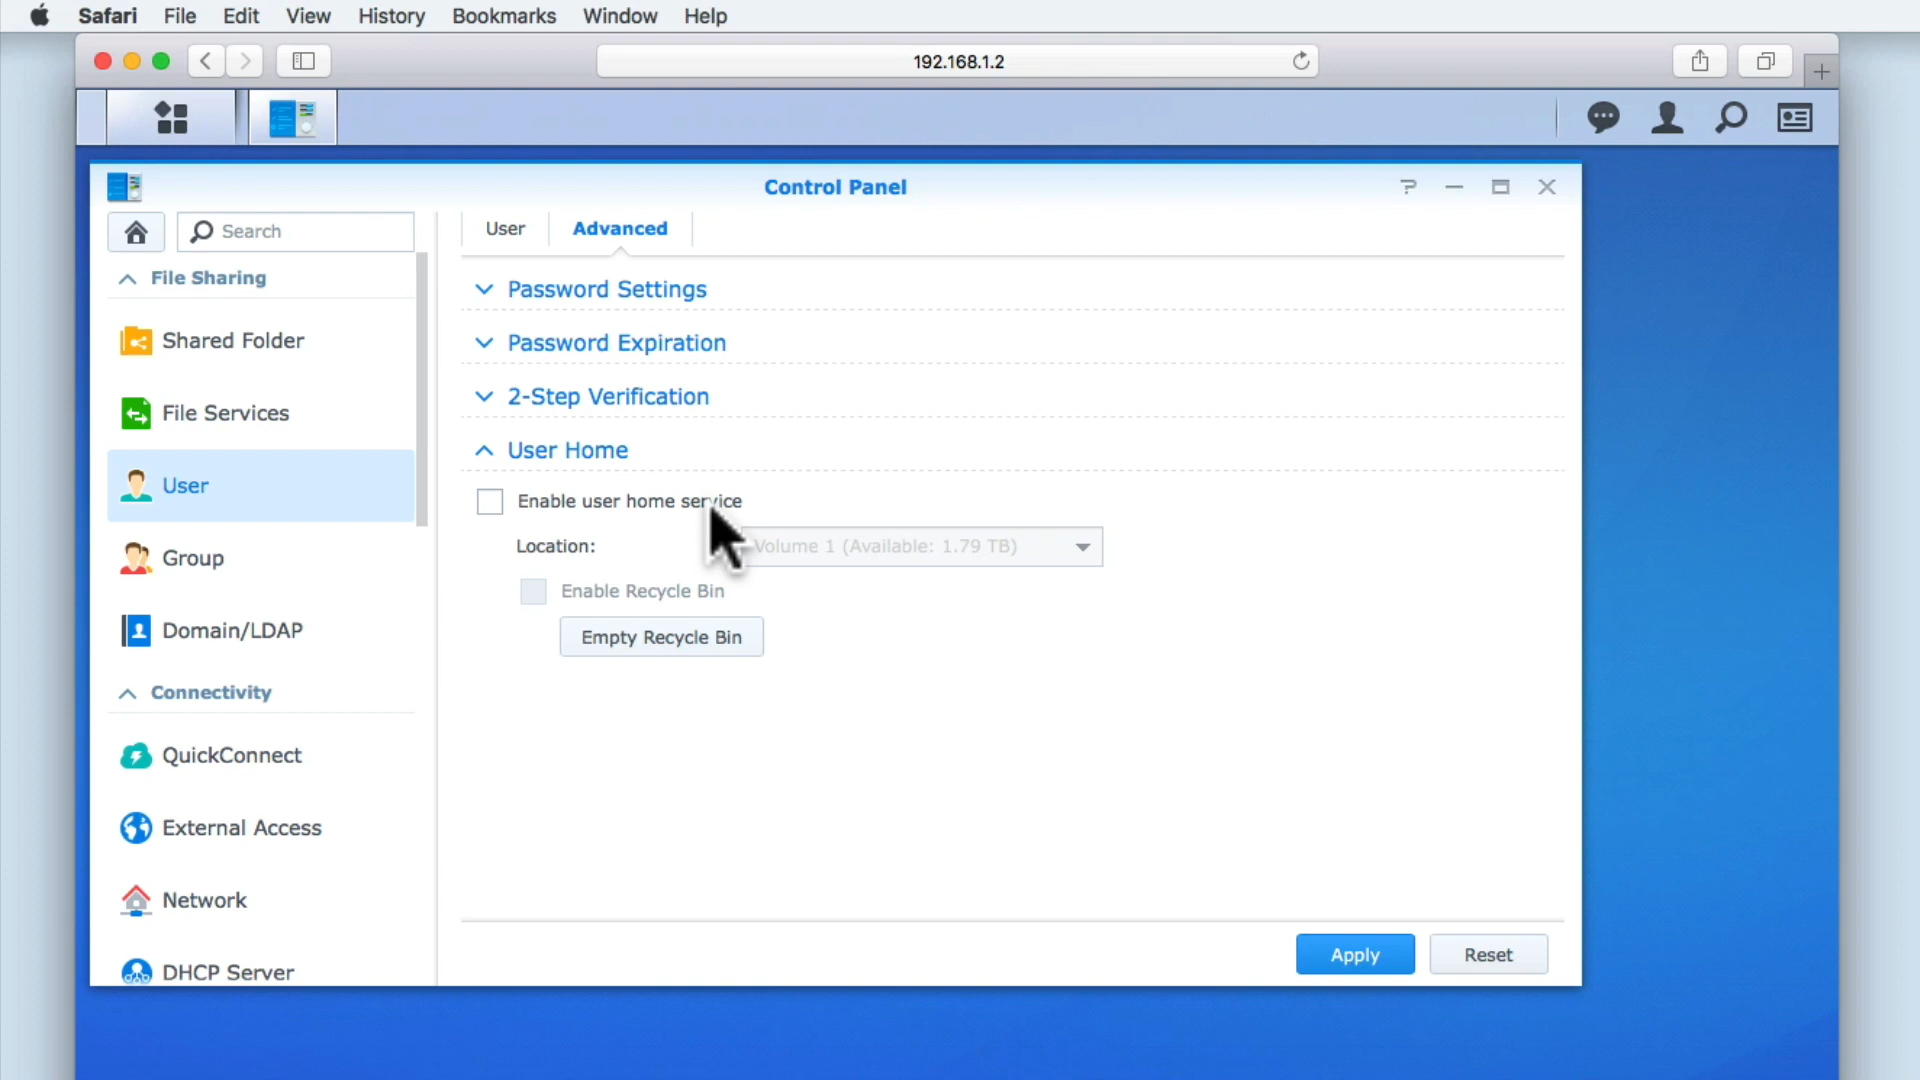 Safari File Edit View History Bookmarks Window Help
192.168.1.2
Control Panel
Search
User Advanced
File Sharing
Shared Folder
File Services
User
Group
Domain/LDAP
Connectivity
QuickConnect
External Access
Network
DHCP Server
Password Settings
Password Expiration
2-Step Verification
User Home
Enable user home service
Location: Volume 1 (Available: 1.79 TB)
Enable Recycle Bin
Empty Recycle Bin
Apply Reset